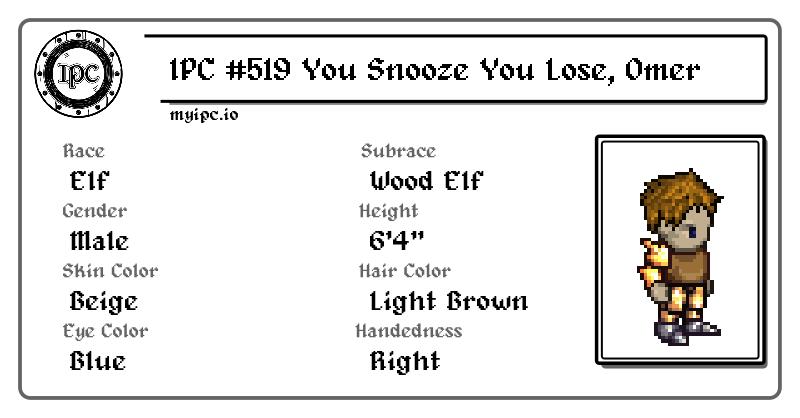 IPC
IPC #519 You Snooze You Lose, Omer
myipc.io
Race
Elf
Subrace
Wood Elf
Gender
Male
Height
6'4"
Skin Color
Beige
Hair Color
Light Brown
Eye Color
Blue
Handedness
Right